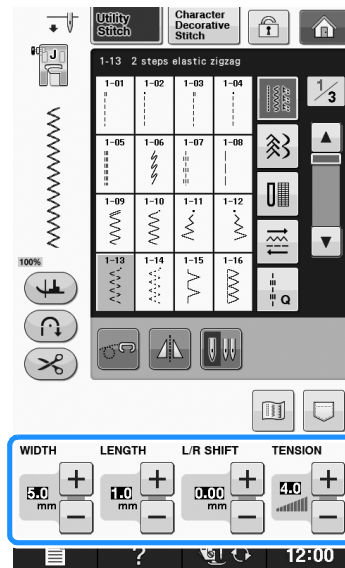 Utility Stitch
Character Decorative Stitch
J
1-13 2 steps elastic zigzag
1-01 1-02 1-03 1-04
1/3
1-05 1-06 1-07 1-08
1-09 1-10 1-11 1-12
100%
1-13 1-14 1-15 1-16
Q
WIDTH LENGTH L/R SHIFT TENSION
5.0 mm 1.0 mm 0.00 mm 4.0
+ + + +
− − − −
? 12:00